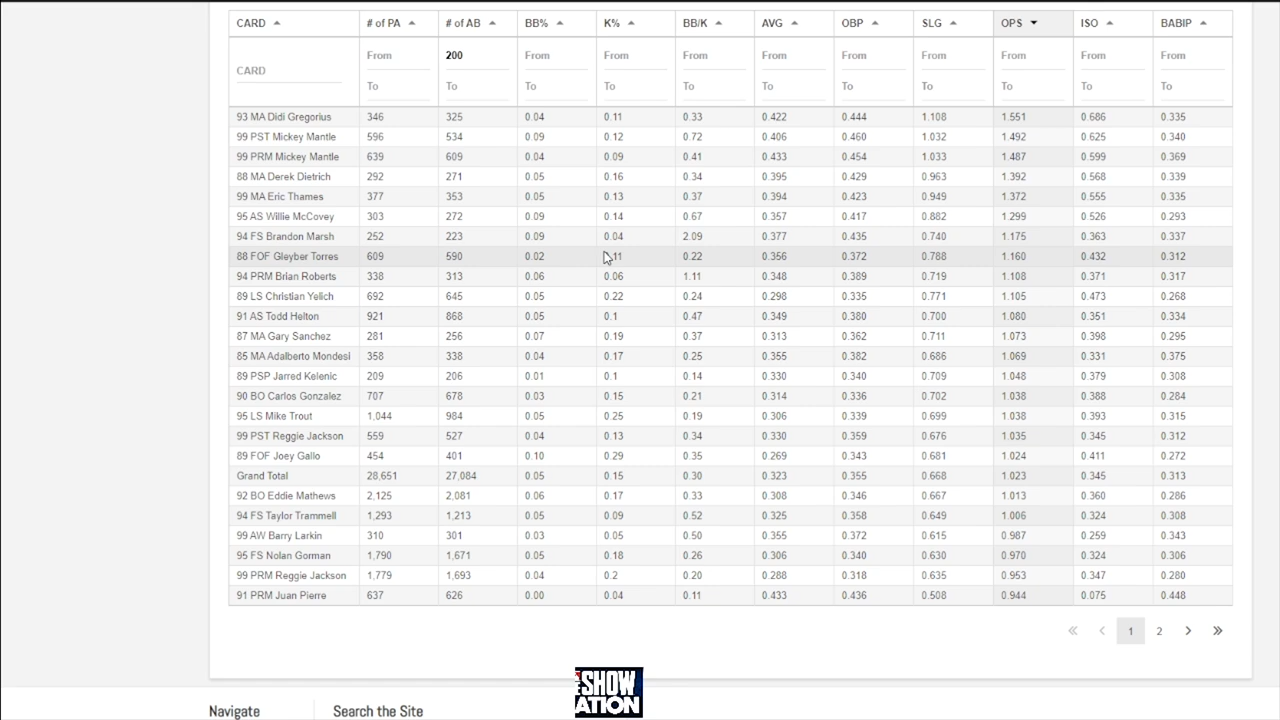 CARD # of PA # of AB BB% K% BB/K AVG OBP SLG OPS ISO BABIP
From 200 From From From From From From From From From
CARD
To To To To To To To To To To To
93 MA Didi Gregorius 346 325 0.04 0.11 0.33 0.422 0.444 1.108 1.551 0.686 0.335
99 PST Mickey Mantle 596 534 0.09 0.12 0.72 0.406 0.460 1.032 1.492 0.625 0.340
99 PRM Mickey Mantle 639 609 0.04 0.09 0.41 0.433 0.454 1.033 1.487 0.599 0.369
88 MA Derek Dietrich 292 271 0.05 0.16 0.34 0.395 0.429 0.963 1.392 0.568 0.339
99 MA Eric Thames 377 353 0.05 0.13 0.37 0.394 0.423 0.949 1.372 0.555 0.335
95 AS Willie McCovey 303 272 0.09 0.14 0.67 0.357 0.417 0.882 1.299 0.526 0.293
94 FS Brandon Marsh 252 223 0.09 0.04 2.09 0.377 0.435 0.740 1.175 0.363 0.337
88 FOF Gleyber Torres 609 590 0.02 .11 0.22 0.356 0.372 0.788 1.160 0.432 0.312
94 PRM Brian Roberts 338 313 0.06 0.06 1.11 0.348 0.389 0.719 1.108 0.371 0.317
89 LS Christian Yelich 692 645 0.05 0.22 0.24 0.298 0.335 0.771 1.105 0.473 0.268
91 AS Todd Helton 921 868 0.05 0.1 0.47 0.349 0.380 0.700 1.080 0.351 0.334
87 MA Gary Sanchez 281 256 0.07 0.19 0.37 0.313 0.362 0.711 1.073 0.398 0.295
85 MA Adalberto Mondesi 358 338 0.04 0.17 0.25 0.355 0.382 0.686 1.069 0.331 0.375
89 PSP Jarred Kelenic 209 206 0.01 0.1 0.14 0.330 0.340 0.709 1.048 0.379 0.308
90 BO Carlos Gonzalez 707 678 0.03 0.15 0.21 0.314 0.336 0.702 1.038 0.388 0.284
95 LS Mike Trout 1,044 984 0.05 0.25 0.19 0.306 0.339 0.699 1.038 0.393 0.315
99 PST Reggie Jackson 559 527 0.04 0.13 0.34 0.330 0.359 0.676 1.035 0.345 0.312
89 FOF Joey Gallo 454 401 0.10 0.29 0.35 0.269 0.343 0.681 1.024 0.411 0.272
Grand Total 28,651 27,084 0.05 0.15 0.30 0.323 0.355 0.668 1.023 0.345 0.313
92 BO Eddie Mathews 2,125 2,081 0.06 0.17 0.33 0.308 0.346 0.667 1.013 0.360 0.286
94 FS Taylor Trammell 1,293 1,213 0.05 0.09 0.52 0.325 0.358 0.649 1.006 0.324 0.308
99 AW Barry Larkin 310 301 0.03 0.05 0.50 0.355 0.372 0.615 0.987 0.259 0.343
95 FS Nolan Gorman 1,790 1,671 0.05 0.18 0.26 0.306 0.340 0.630 0.970 0.324 0.306
99 PRM Reggie Jackson 1,779 1,693 0.04 0.2 0.20 0.288 0.318 0.635 0.953 0.347 0.280
91 PRM Juan Pierre 637 626 0.00 0.04 0.11 0.433 0.436 0.508 0.944 0.075 0.448
« ‹ 1 2 › »
SHOW
ATION
Navigate Search the Site